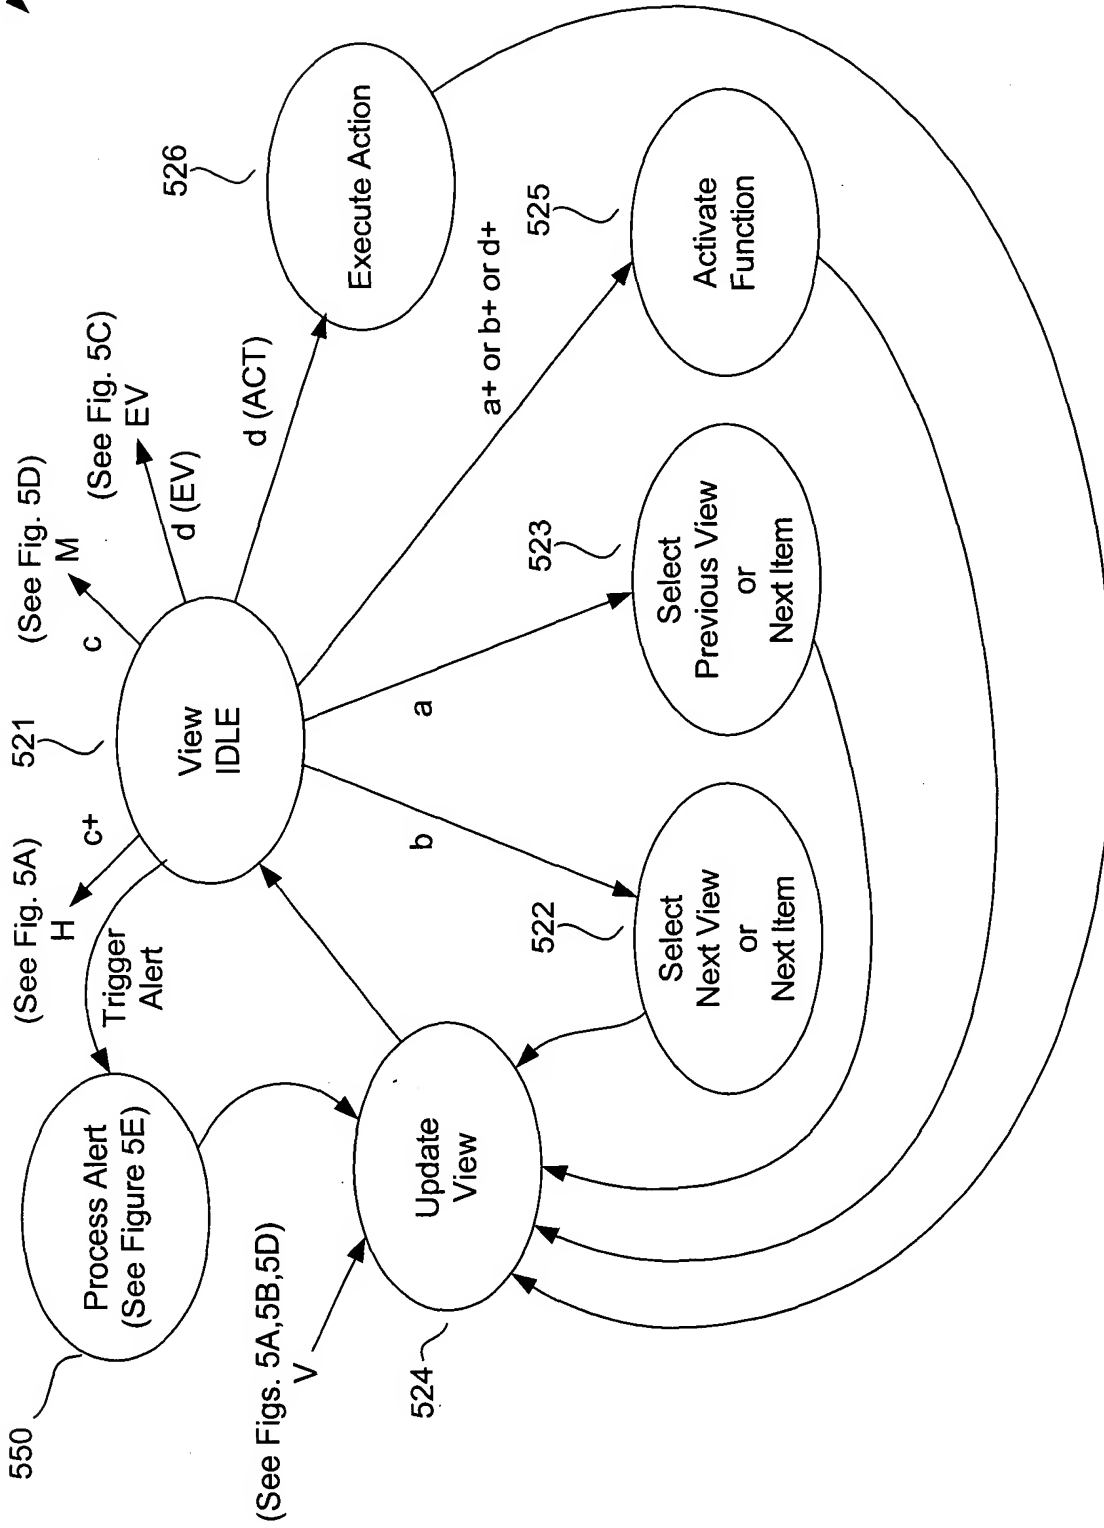 550
Process Alert
(See Figure 5E)
(See Figs. 5A,5B,5D)
V
524
Update
View
Trigger
Alert
(See Fig. 5A)
H
c+
521
View
IDLE
c
(See Fig. 5D)
M
(See Fig. 5C)
EV
d (EV)
d (ACT)
526
Execute Action
a+ or b+ or d+
525
Activate
Function
a
523
Select
Previous View
or
Next Item
b
522
Select
Next View
or
Next Item